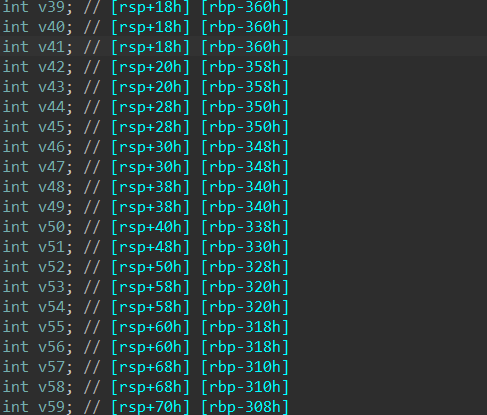 int v39; // [rsp+18h] [rbp-360h]
int v40; // [rsp+18h] [rbp-360h]
int v41; // [rsp+18h] [rbp-360h]
int v42; // [rsp+20h] [rbp-358h]
int v43; // [rsp+20h] [rbp-358h]
int v44; // [rsp+28h] [rbp-350h]
int v45; // [rsp+28h] [rbp-350h]
int v46; // [rsp+30h] [rbp-348h]
int v47; // [rsp+30h] [rbp-348h]
int v48; // [rsp+38h] [rbp-340h]
int v49; // [rsp+38h] [rbp-340h]
int v50; // [rsp+40h] [rbp-338h]
int v51; // [rsp+48h] [rbp-330h]
int v52; // [rsp+50h] [rbp-328h]
int v53; // [rsp+58h] [rbp-320h]
int v54; // [rsp+58h] [rbp-320h]
int v55; // [rsp+60h] [rbp-318h]
int v56; // [rsp+60h] [rbp-318h]
int v57; // [rsp+68h] [rbp-310h]
int v58; // [rsp+68h] [rbp-310h]
int v59; // [rsp+70h] [rbp-308h]